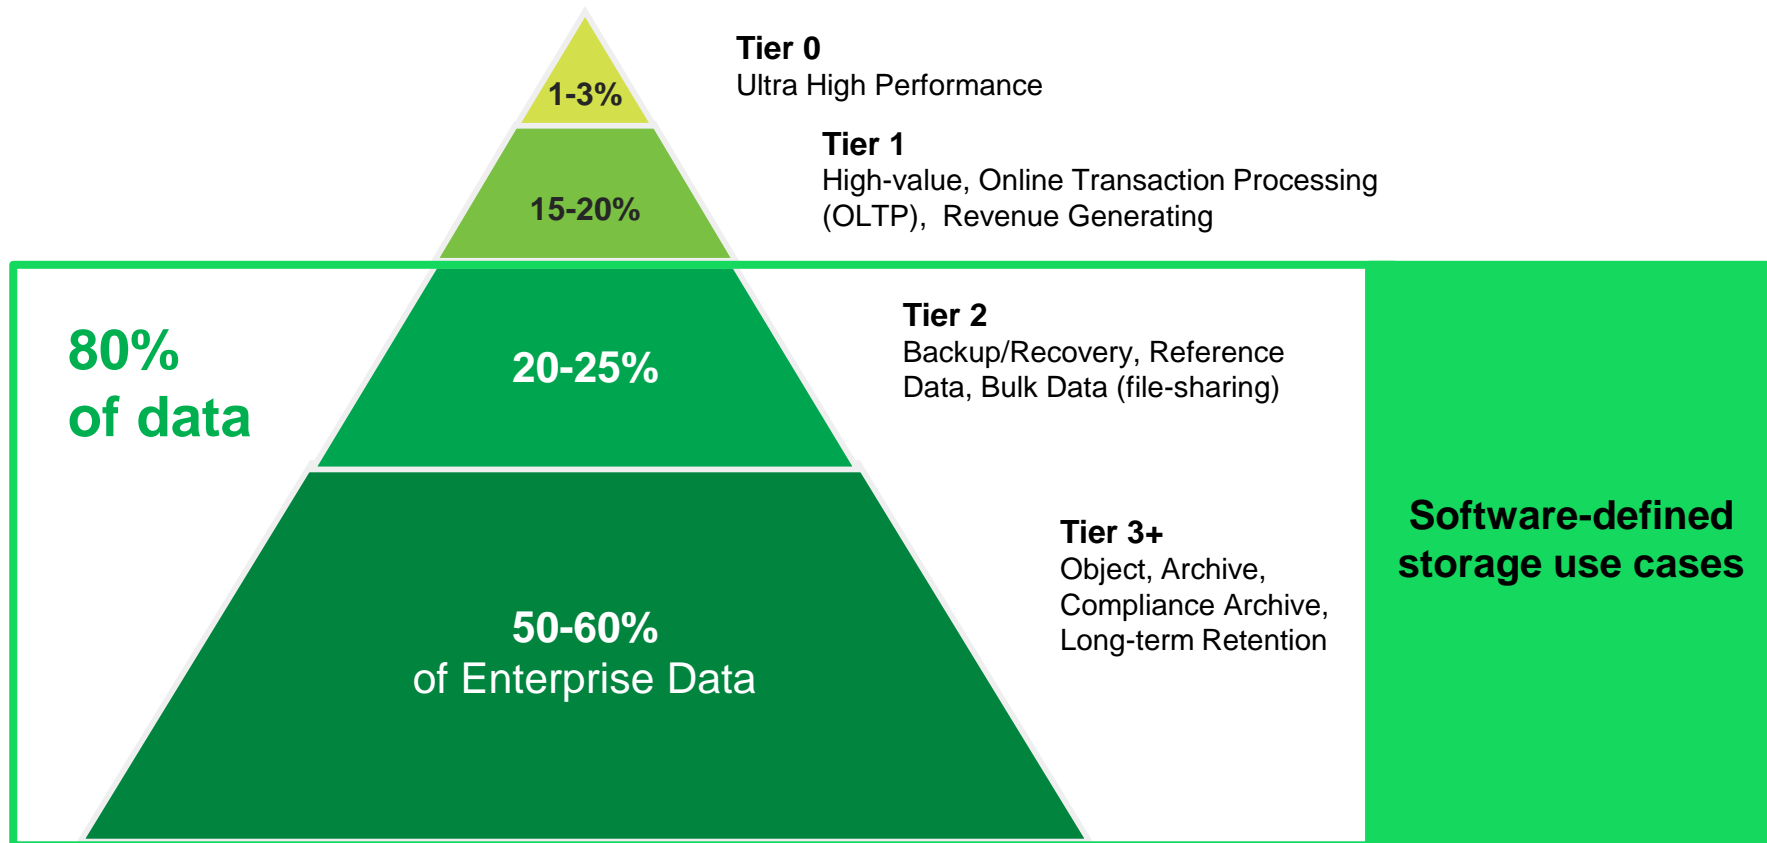 Tier 0
Ultra High Performance
1-3%
Tier 1
High-value, Online Transaction Processing
(OLTP),  Revenue Generating
15-20%
80%
of data
20-25%
Tier 2
Backup/Recovery, Reference
Data, Bulk Data (file-sharing)
50-60%
of Enterprise Data
Tier 3+
Object, Archive,
Compliance Archive,
Long-term Retention
Software-defined
storage use cases